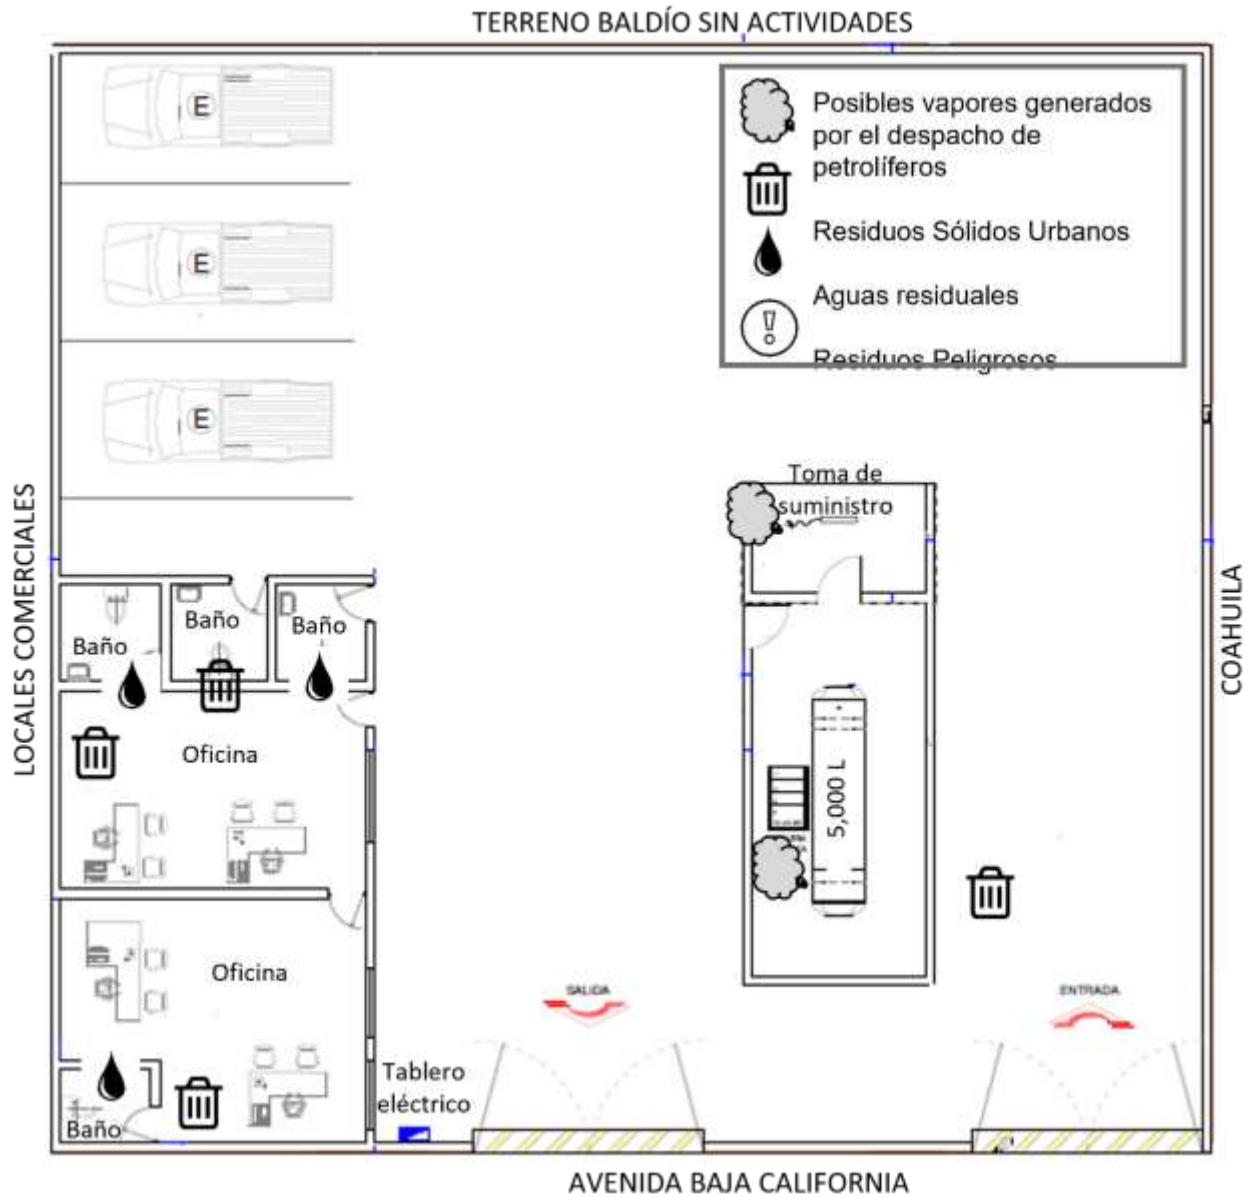 TERRENO BALDÍO SIN ACTIVIDADES
E
E
E
Posibles vapores generados
por el despacho de
petrolíferos
Residuos Sólidos Urbanos
Aguas residuales
!
Residuos Peligrosos
LOCALES COMERCIALES
Toma de
suministro
COAHUILA
Baño
Baño
Baño
Oficina
5,000 L
Oficina
SALIDA
ENTRADA
Tablero
eléctrico
Baño
AVENIDA BAJA CALIFORNIA